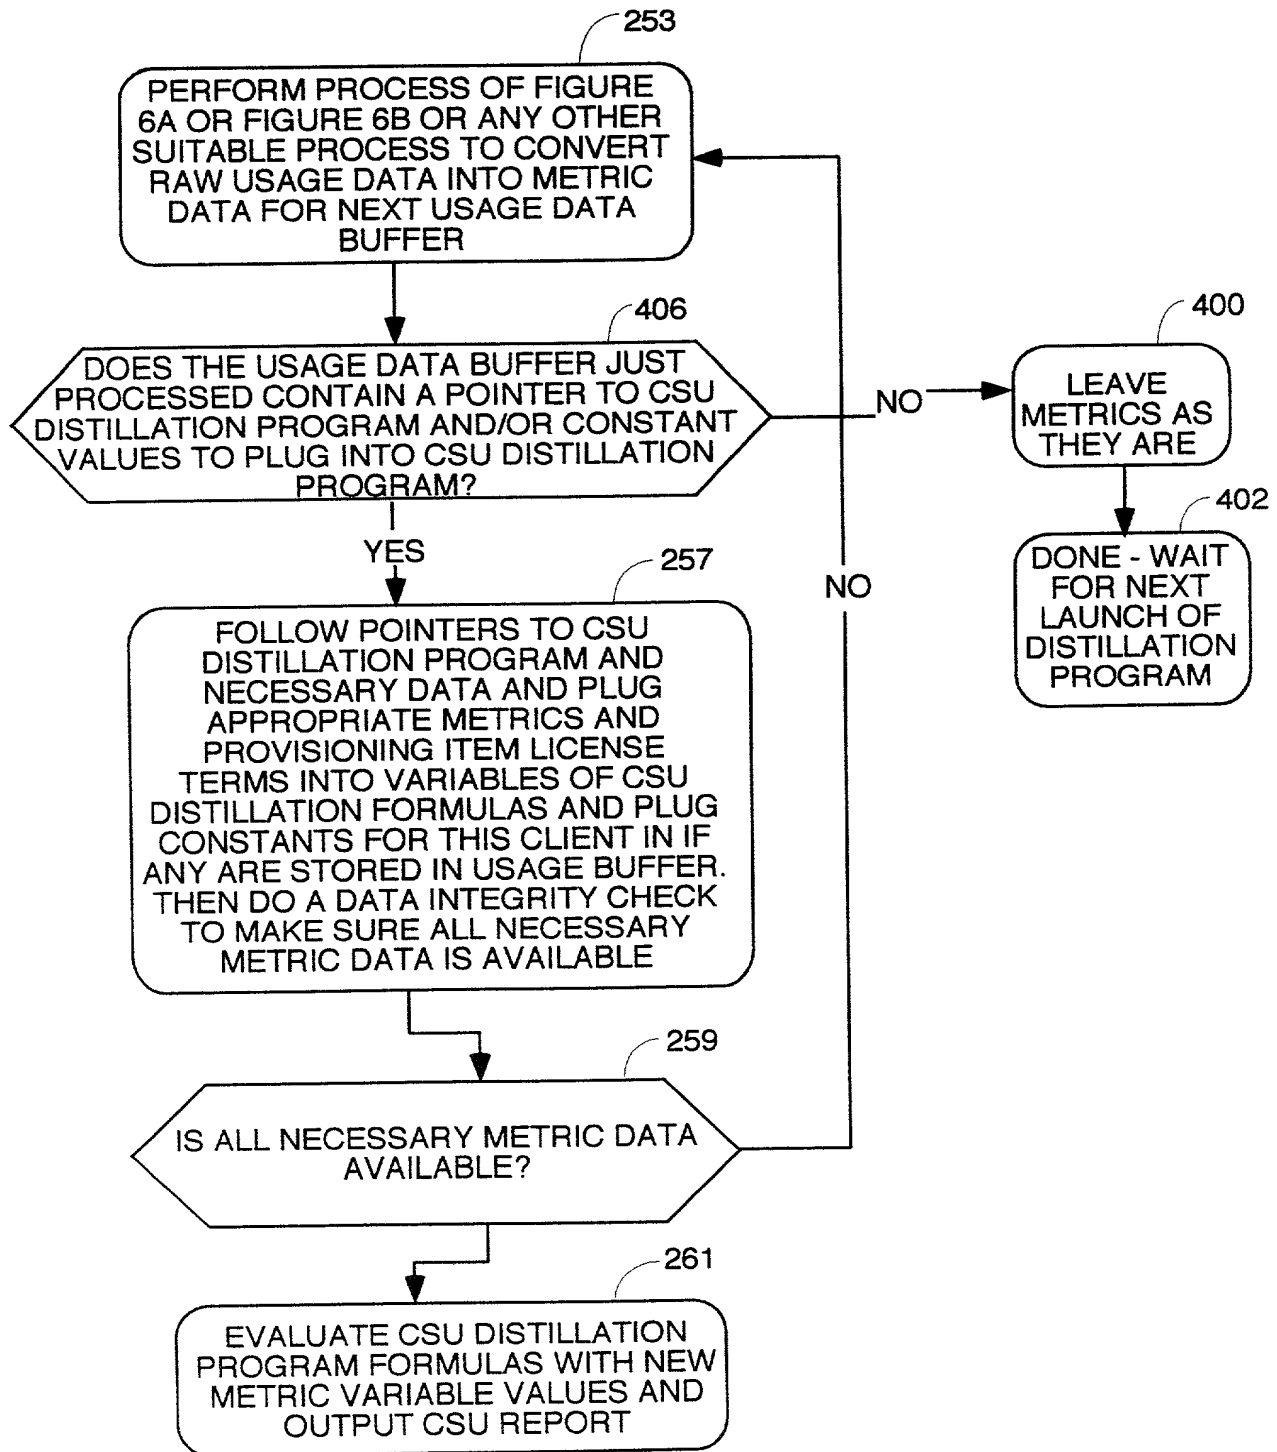 253
PERFORM PROCESS OF FIGURE
6A OR FIGURE 6B OR ANY OTHER
SUITABLE PROCESS TO CONVERT
RAW USAGE DATA INTO METRIC
DATA FOR NEXT USAGE DATA
BUFFER
406
DOES THE USAGE DATA BUFFER JUST
PROCESSED CONTAIN A POINTER TO CSU
DISTILLATION PROGRAM AND/OR CONSTANT
VALUES TO PLUG INTO CSU DISTILLATION
PROGRAM?
NO
400
LEAVE
METRICS AS
THEY ARE
402
DONE - WAIT
FOR NEXT
LAUNCH OF
DISTILLATION
PROGRAM
YES
NO
257
FOLLOW POINTERS TO CSU
DISTILLATION PROGRAM AND
NECESSARY DATA AND PLUG
APPROPRIATE METRICS AND
PROVISIONING ITEM LICENSE
TERMS INTO VARIABLES OF CSU
DISTILLATION FORMULAS AND PLUG
CONSTANTS FOR THIS CLIENT IN IF
ANY ARE STORED IN USAGE BUFFER.
THEN DO A DATA INTEGRITY CHECK
TO MAKE SURE ALL NECESSARY
METRIC DATA IS AVAILABLE
259
IS ALL NECESSARY METRIC DATA
AVAILABLE?
261
EVALUATE CSU DISTILLATION
PROGRAM FORMULAS WITH NEW
METRIC VARIABLE VALUES AND
OUTPUT CSU REPORT